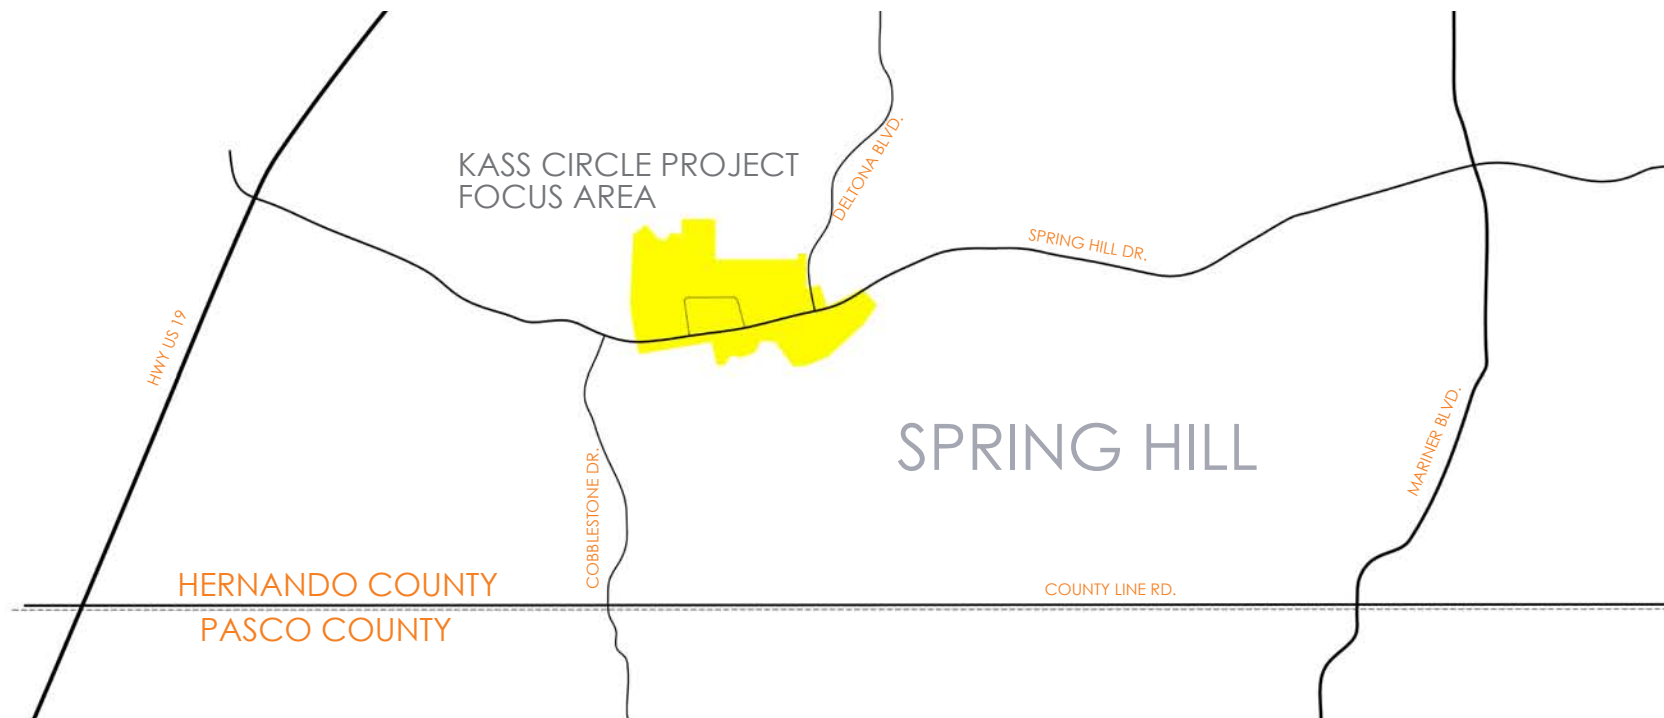 KASS CIRCLE PROJECT
FOCUS AREA
DELTONA BLVD.
SPRING HILL DR.
HWY US 19
SPRING HILL
MARINER BLVD.
COBBLESTONE DR.
HERNANDO COUNTY
COUNTY LINE RD.
PASCO COUNTY